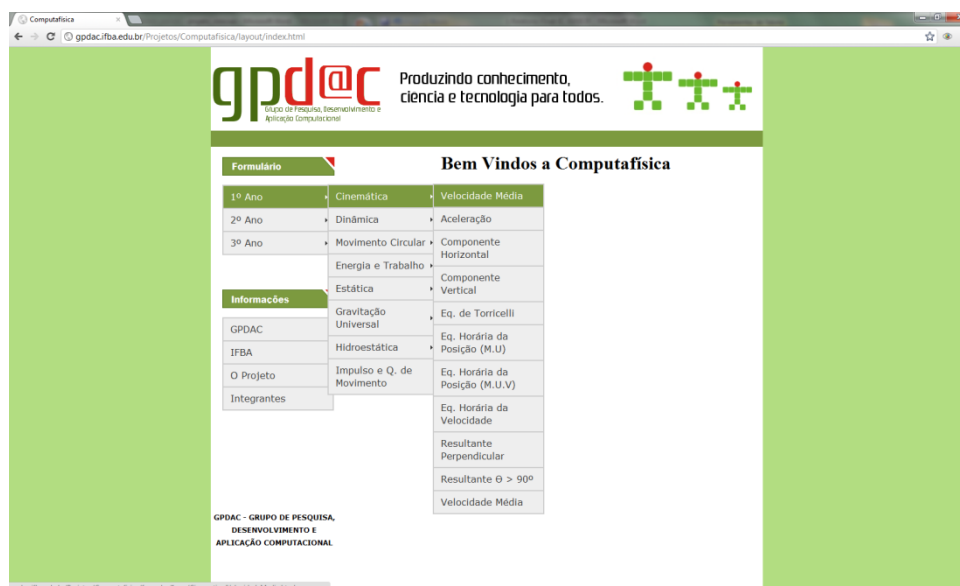 Computafísica
gpdac.ifba.edu.br/Projetos/Computafisica/layout/index.html
gpd@c
Grupo de Pesquisa, Desenvolvimento e
Aplicação Computacional
Produzindo conhecimento,
ciência e tecnologia para todos.
Bem Vindos a Computafísica
Formulário
1º Ano
2º Ano
3º Ano
Cinemática
Dinâmica
Movimento Circular
Energia e Trabalho
Estática
Gravitação
Universal
Hidroestática
Impulso e Q. de
Movimento
Velocidade Média
Aceleração
Componente
Horizontal
Componente
Vertical
Eq. de Torricelli
Eq. Horária da
Posição (M.U)
Eq. Horária da
Posição (M.U.V)
Eq. Horária da
Velocidade
Resultante
Perpendicular
Resultante Θ > 90º
Velocidade Média
Informações
GPDAC
IFBA
O Projeto
Integrantes
GPDAC - GRUPO DE PESQUISA,
DESENVOLVIMENTO E
APLICAÇÃO COMPUTACIONAL